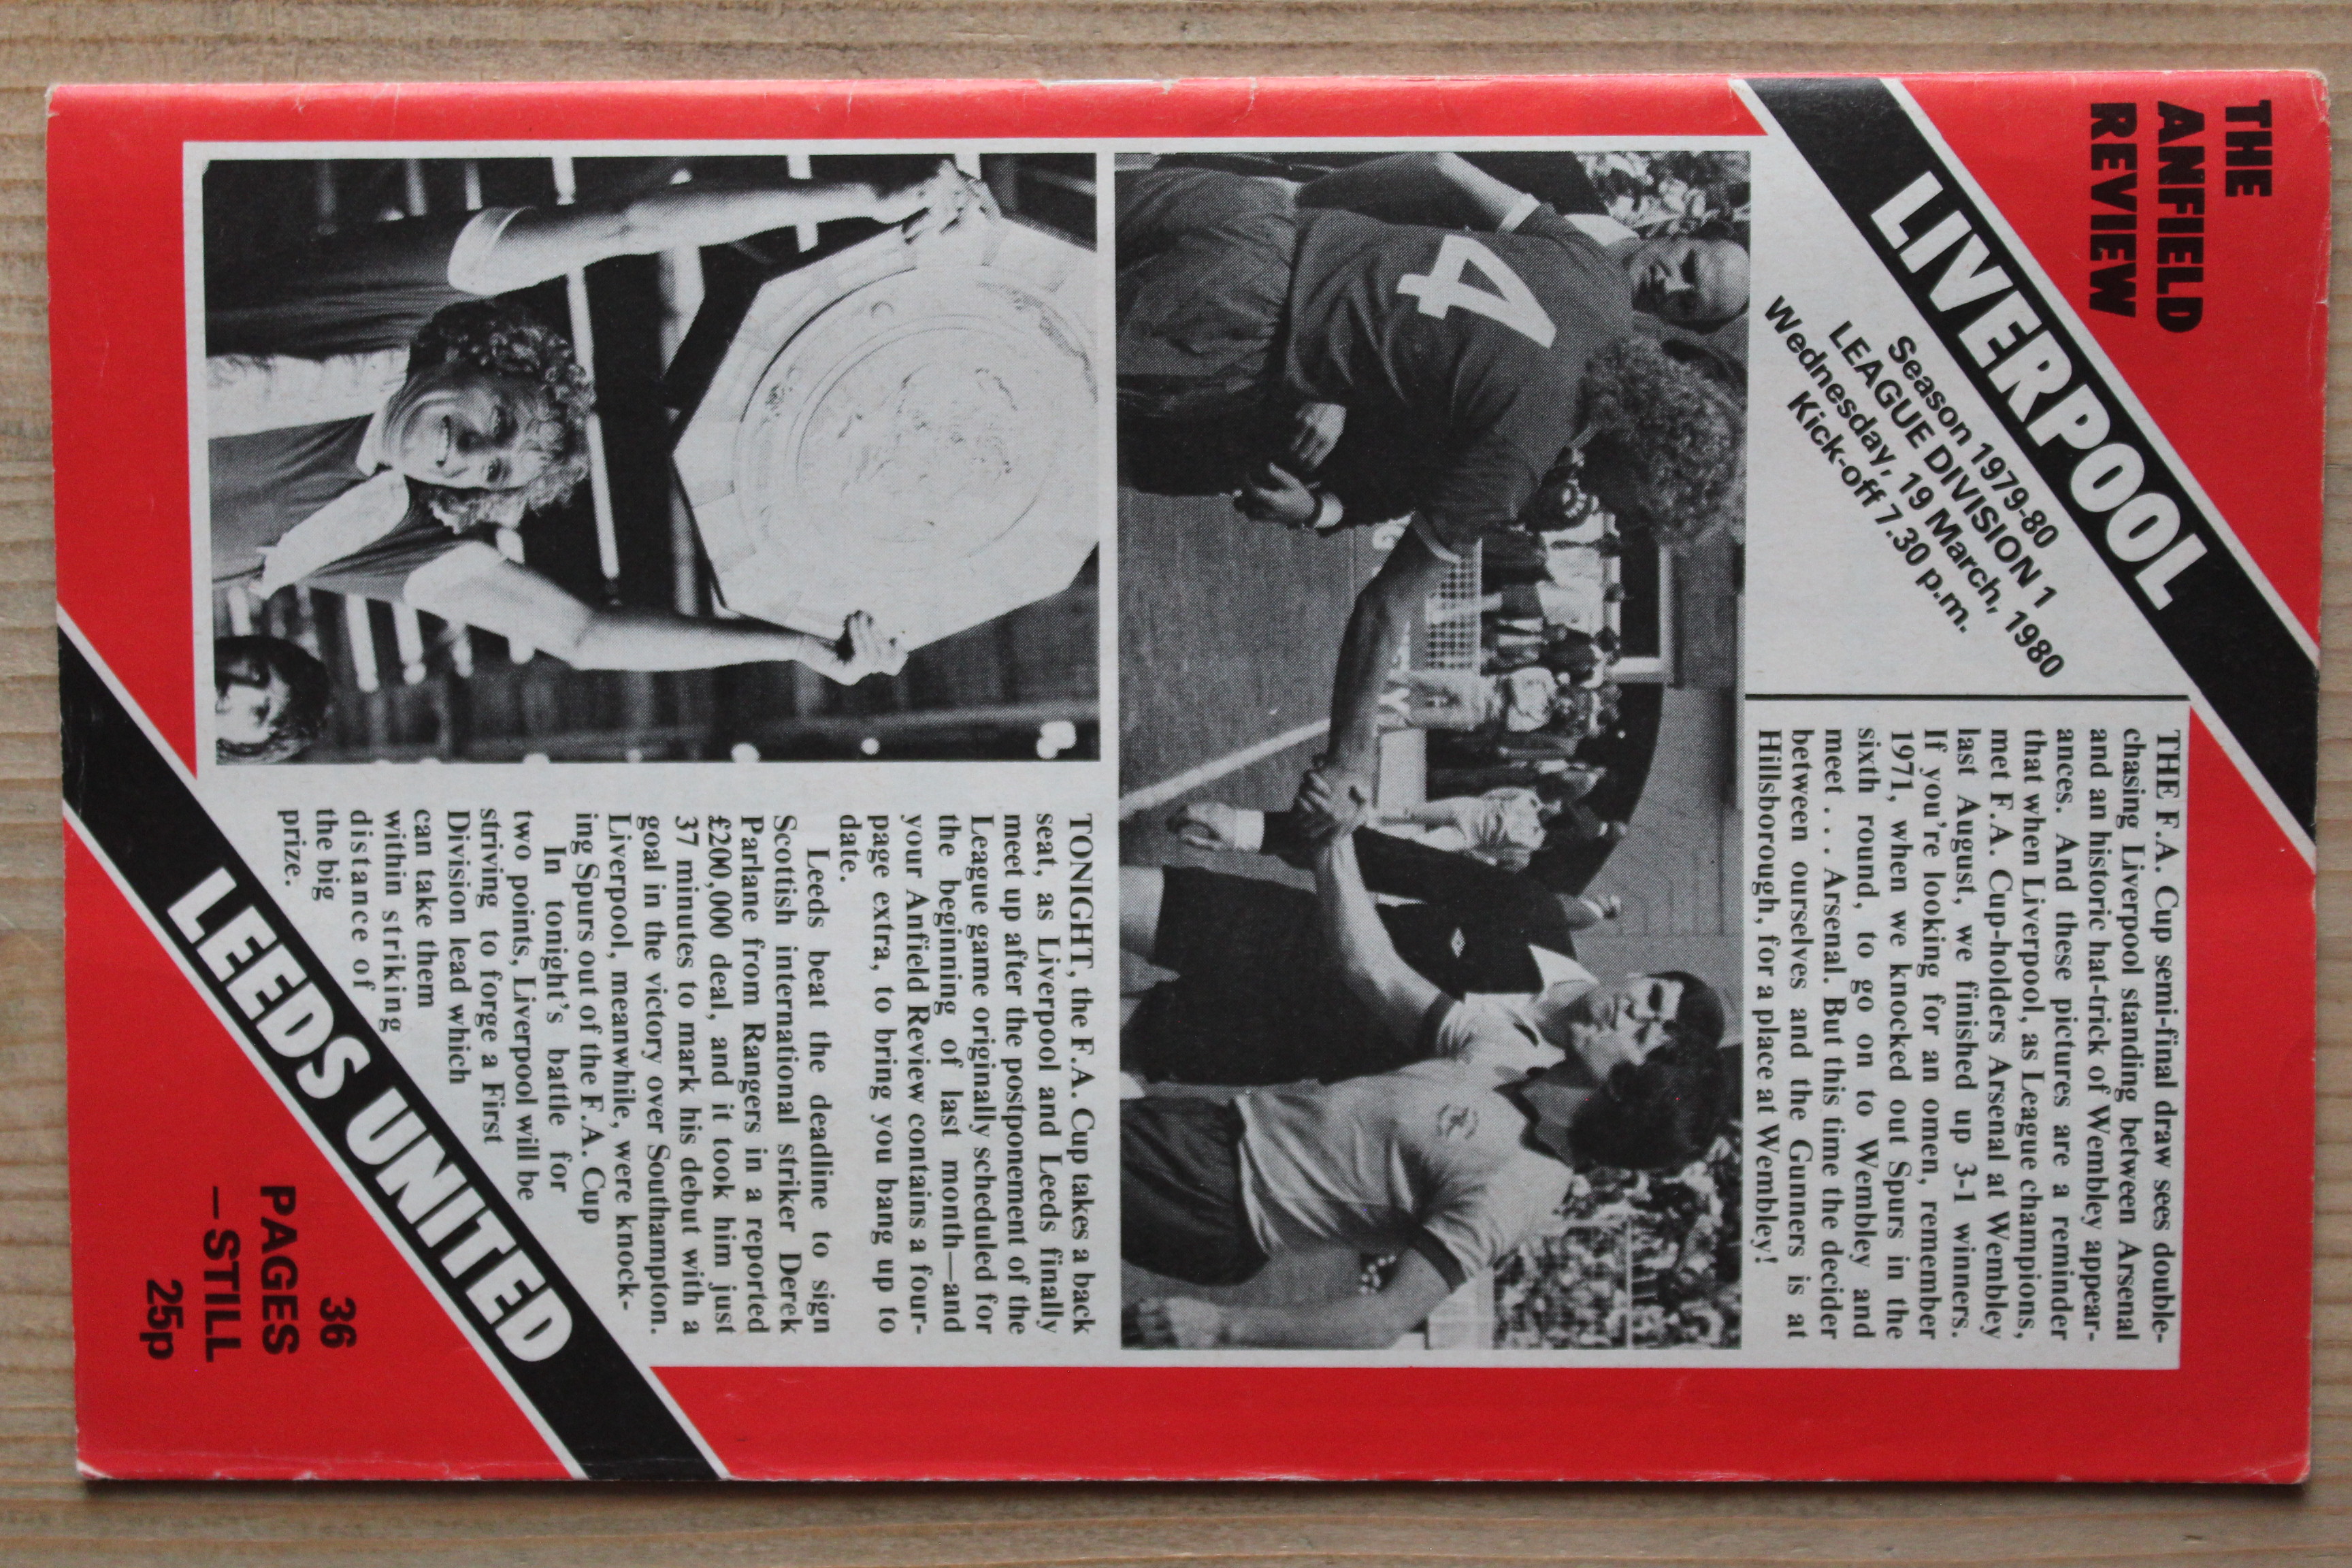 THE
ANFIELD
REVIEW
LIVERPOOL
Season 1979-80
LEAGUE DIVISION 1
Wednesday, 19 March, 1980
Kick-off 7.30 p.m.
THE F.A. Cup semi-final draw sees double-
chasing Liverpool standing between Arsenal
and an historic hat-trick of Wembley appear-
ances. And these pictures are a reminder
that when Liverpool, as League champions,
met F.A. Cup-holders Arsenal at Wembley
last August, we finished up 3-1 winners.
If you're looking for an omen, remember
1971, when we knocked out Spurs in the
sixth round, to go on to Wembley and
meet . . . Arsenal. But this time the decider
between ourselves and the Gunners is at
Hillsborough, for a place at Wembley!
4
TONIGHT, the F.A. Cup takes a back
seat, as Liverpool and Leeds finally
meet up after the postponement of the
League game originally scheduled for
the beginning of last month—and
your Anfield Review contains a four-
page extra, to bring you bang up to
date.
Leeds beat the deadline to sign
Scottish international striker Derek
Parlane from Rangers in a reported
£200,000 deal, and it took him just
37 minutes to mark his debut with a
goal in the victory over Southampton.
Liverpool, meanwhile, were knock-
ing Spurs out of the F.A. Cup
In tonight's battle for
two points, Liverpool will be
striving to forge a First
Division lead which
can take them
within striking
distance of
the big
prize.
LEEDS UNITED
36
PAGES
—STILL
25p